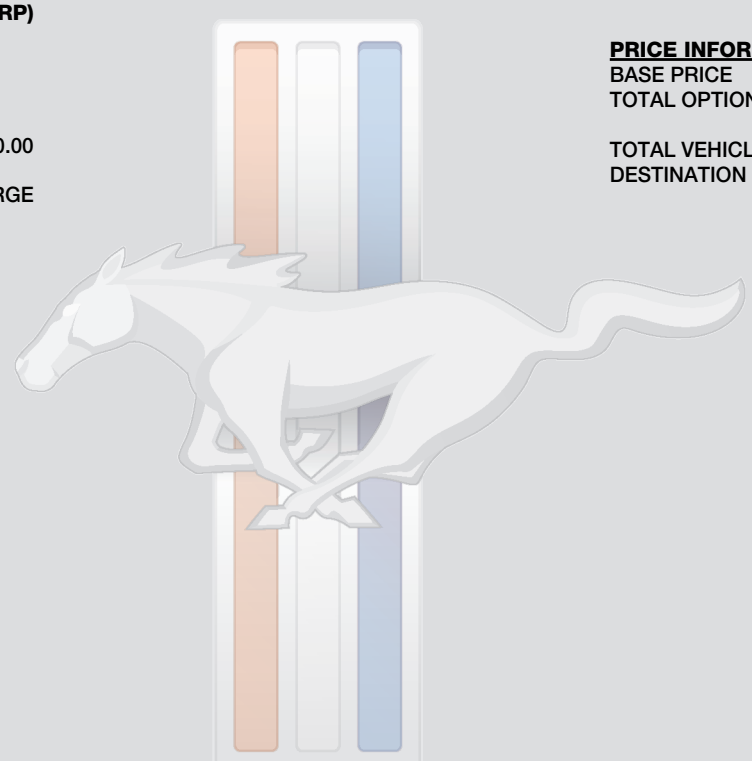 RP)
0.00
RGE
PRICE INFOR
BASE PRICE
TOTAL OPTION
TOTAL VEHICL
DESTINATION